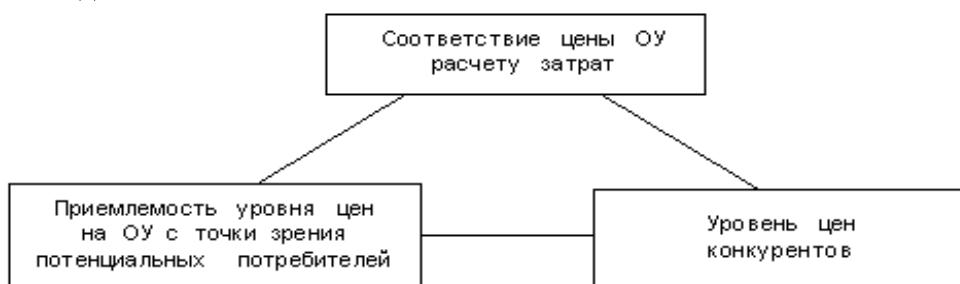 Соответствие цены ОУ
расчету затрат
Приемлемость уровня цен
на ОУ с точки зрения
потенциальных потребителей
Уровень цен
конкурентов